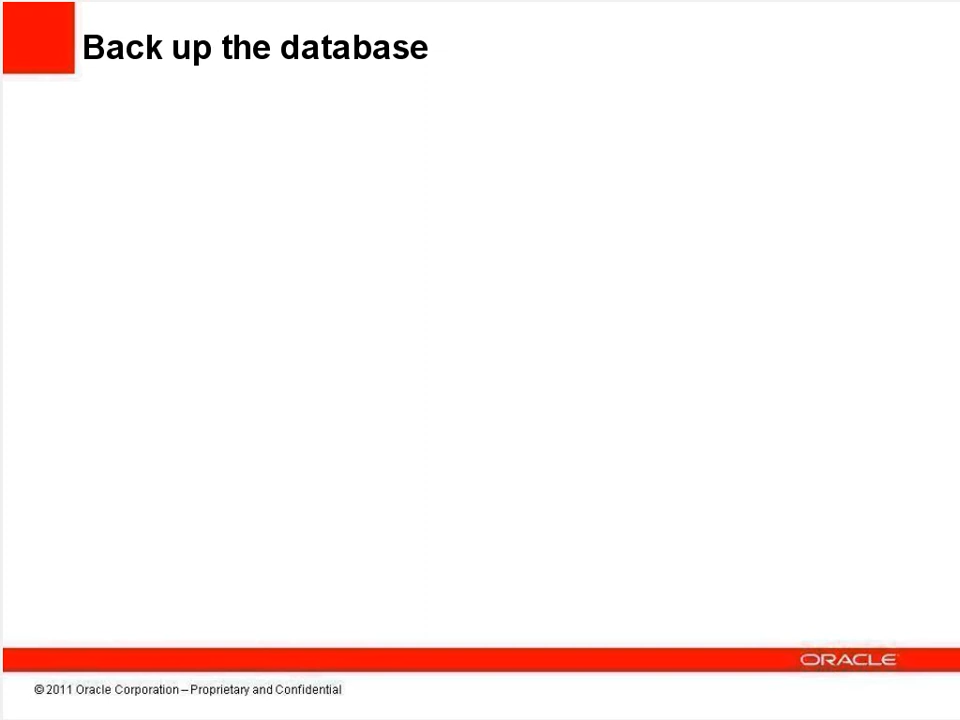 Back up the database
ORACLE
© 2011 Oracle Corporation – Proprietary and Confidential